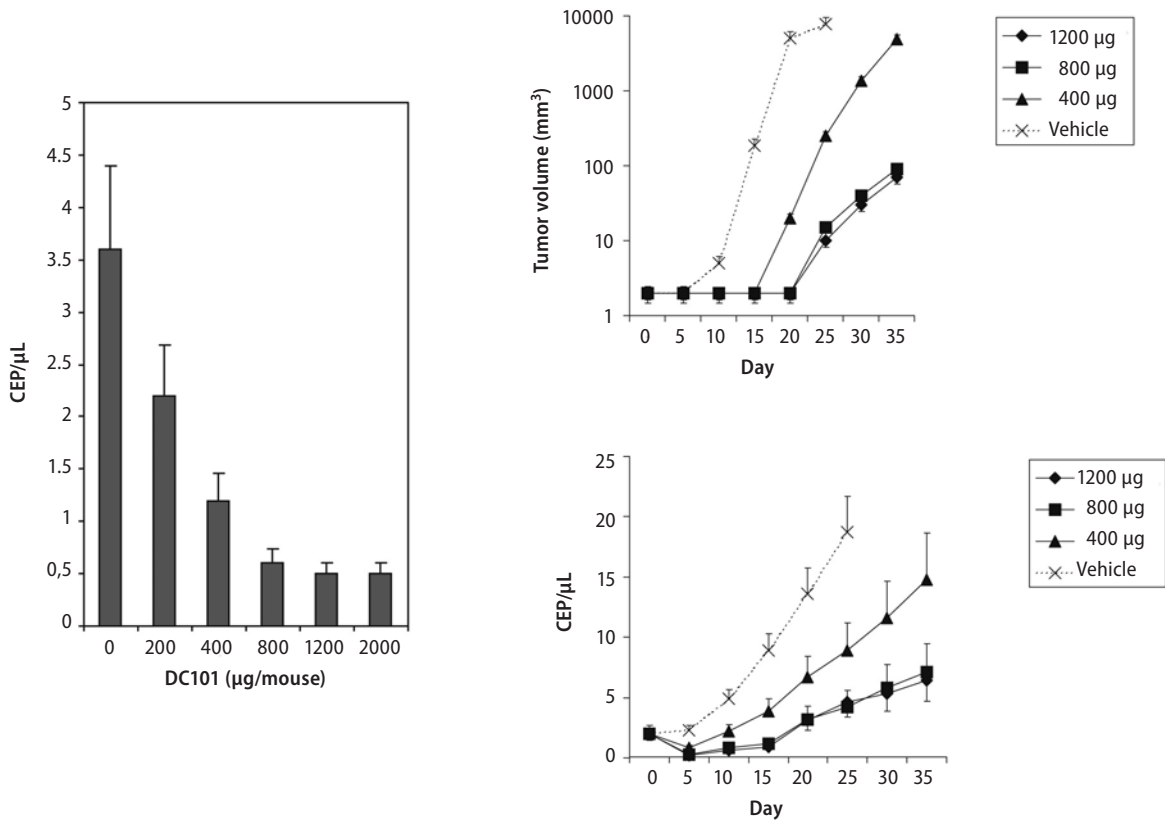 5
4.5
4
3.5
3
2.5
2
1.5
1
0,5
0
CEP/µL
0 200 400 800 1200 2000
DC101 (µg/mouse)
10000
1000
100
10
1
Tumor volume (mm³)
0 5 10 15 20 25 30 35
Day
1200 µg
800 µg
400 µg
Vehicle
25
20
15
10
5
0
CEP/µL
0 5 10 15 20 25 30 35
Day
1200 µg
800 µg
400 µg
Vehicle